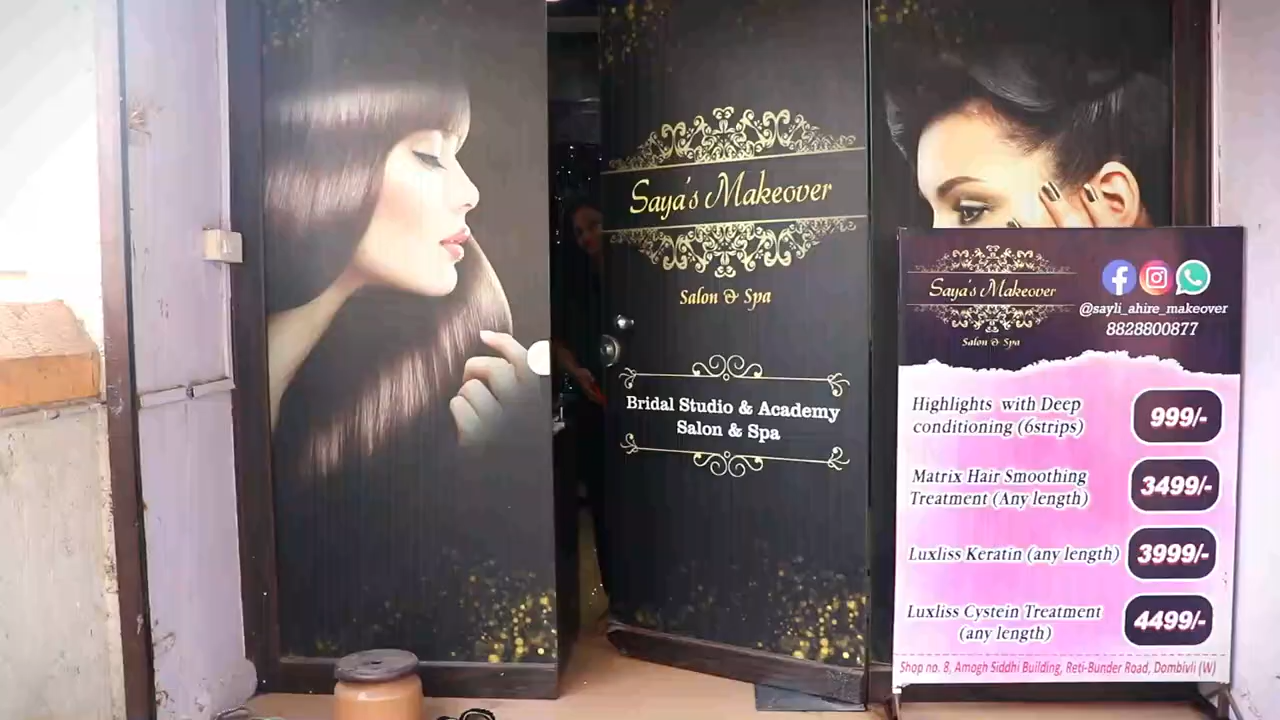 Saya's Makeover
Salon & Spa
Bridal Studio & Academy
Salon & Spa
Saya's Makeover
Salon & Spa
@sayli_ahire_makeover
8828800877
Highlights with Deep
conditioning (6strips)
999/-
Matrix Hair Smoothing
Treatment (Any length)
3499/-
Luxliss Keratin (any length)
3999/-
Luxliss Cystein Treatment
(any length)
4499/-
Shop no. 8, Amogh Siddhi Building, Reti-Bunder Road, Dombivli (W)